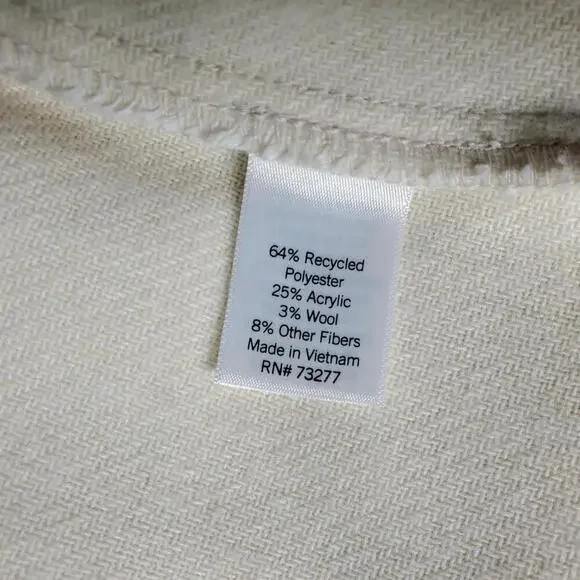 64% Recycled
Polyester
25% Acrylic
3% Wool
8% Other Fibers
Made in Vietnam
RN# 73277